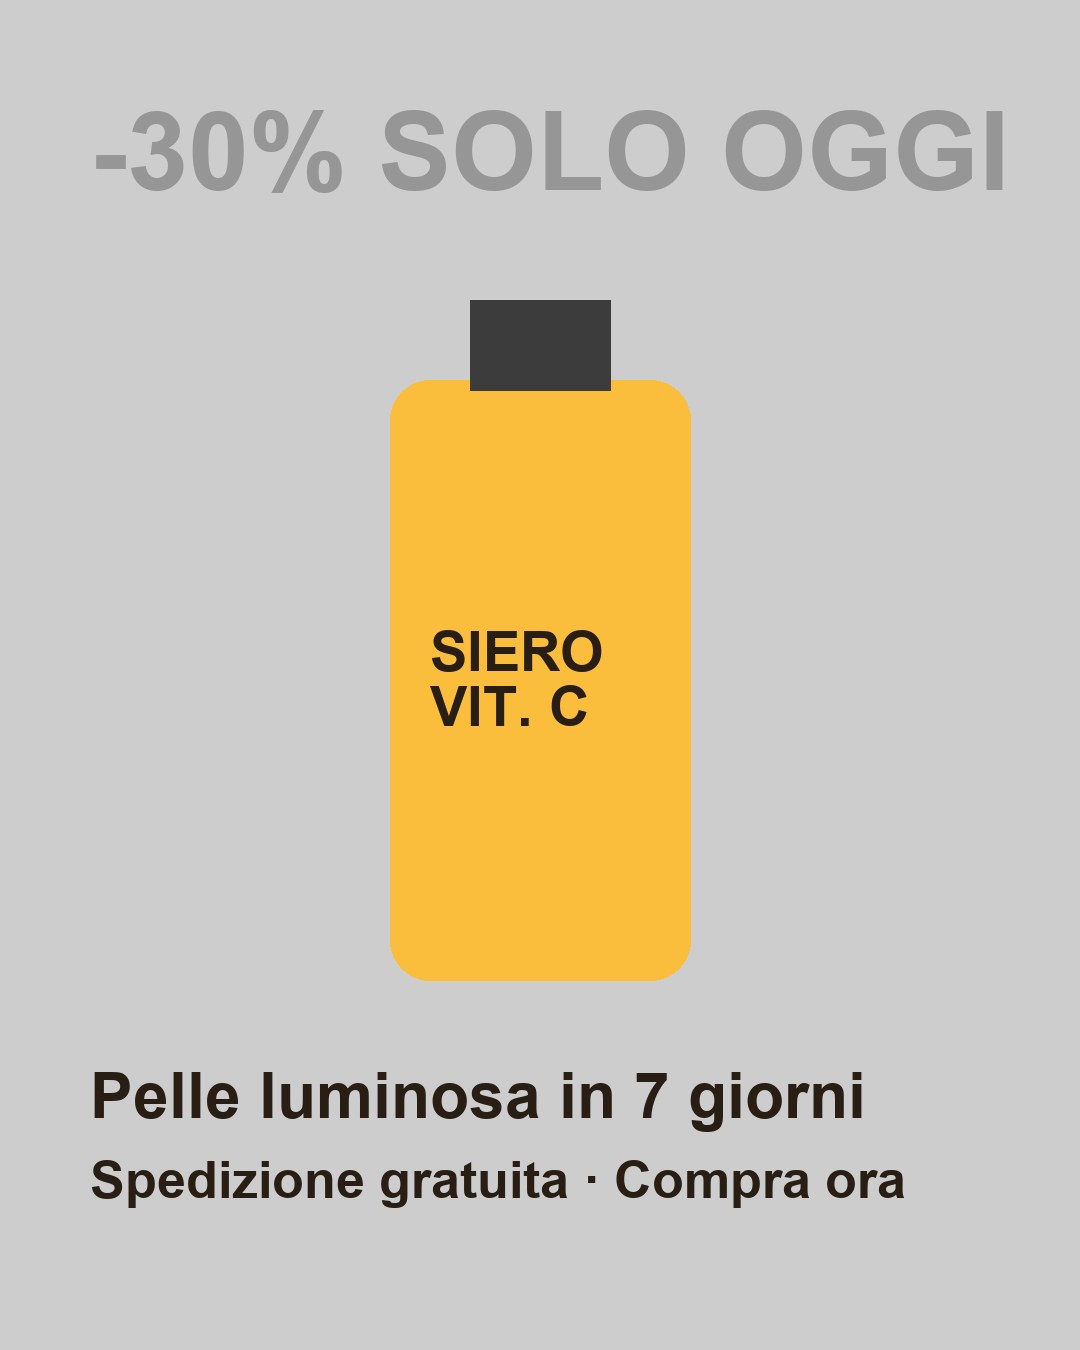 -30% SOLO OGGI
SIERO
VIT. C
Pelle luminosa in 7 giorni
Spedizione gratuita · Compra ora